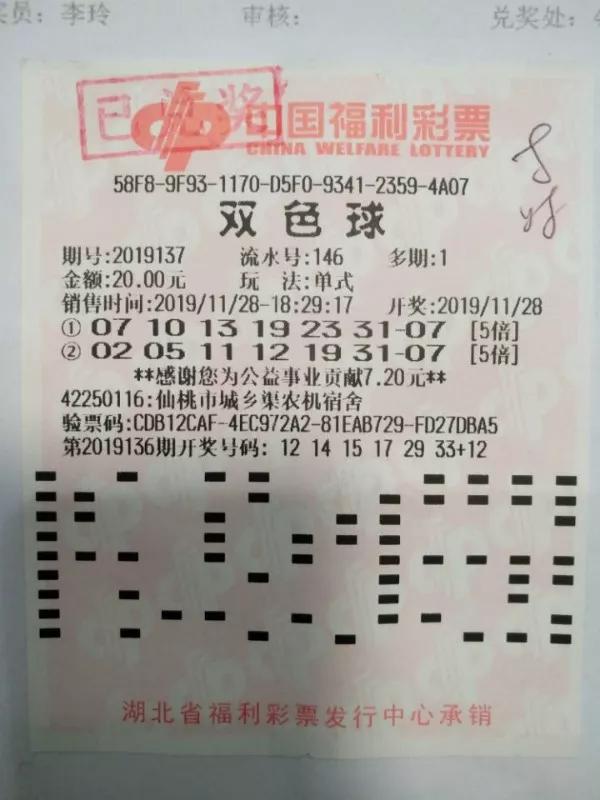 奖员：李玲 审核： 兑奖处：
已兑奖
中国福利彩票
CHINA WELFARE LOTTERY
58F8-9F93-1170-D5F0-9341-2359-4A07
双色球
期号:2019137 流水号:146 多期:1
金额:20.00元 玩 法:单式
销售时间:2019/11/28-18:29:17 开奖:2019/11/28
① 07 10 13 19 23 31-07 [5倍]
② 02 05 11 12 19 31-07 [5倍]
**感谢您为公益事业贡献7.20元**
42250116:仙桃市城乡渠农机宿舍
验票码:CDB12CAF-4EC972A2-81EAB729-FD27DBA5
第2019136期开奖号码: 12 14 15 17 29 33+12
湖北省福利彩票发行中心承销